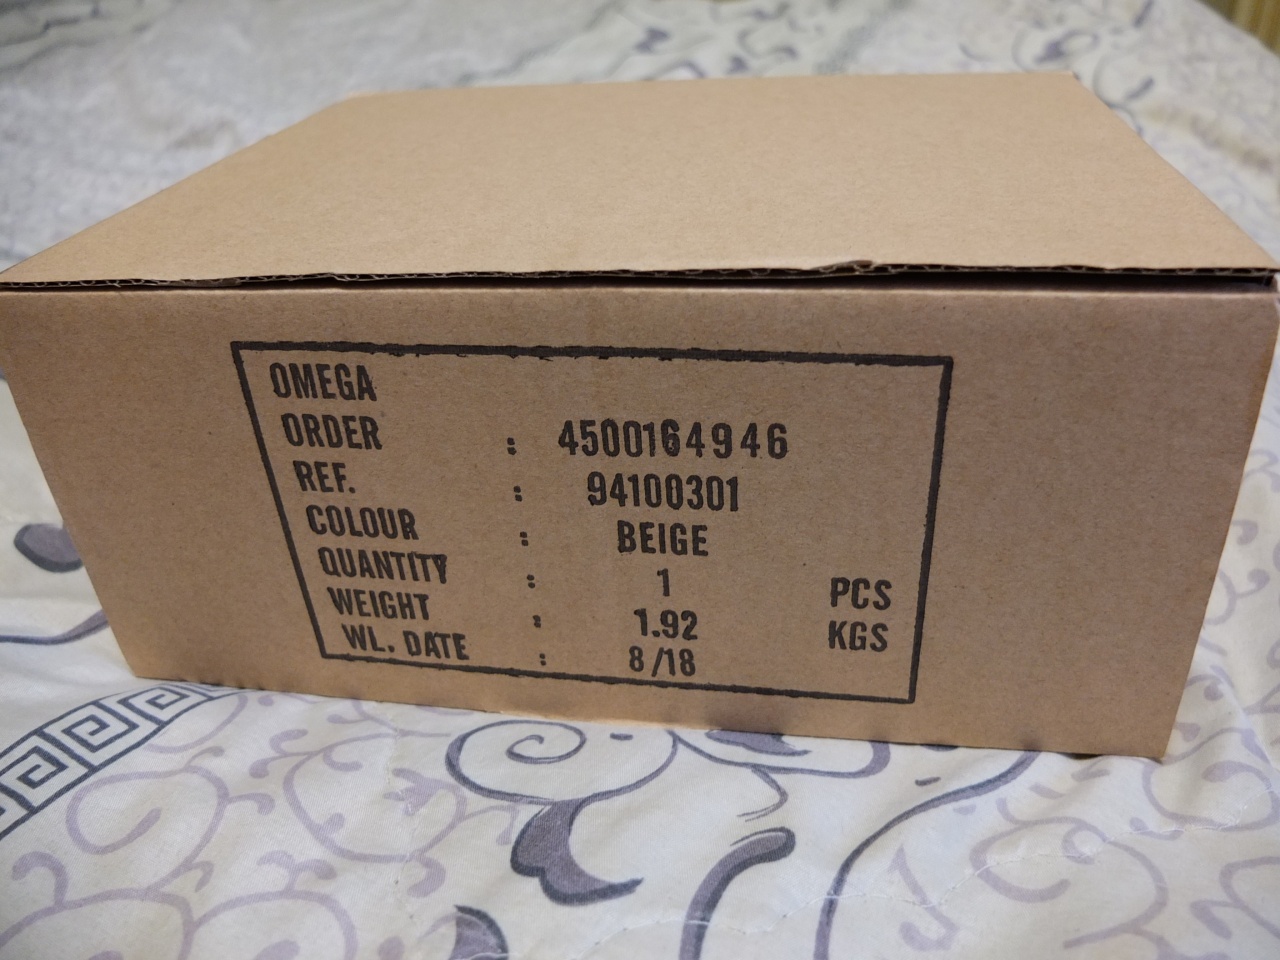 OMEGA
ORDER : 4500164946
REF. : 94100301
COLOUR : BEIGE
QUANTITY : 1 PCS
WEIGHT : 1.92 KGS
WL. DATE : 8/18